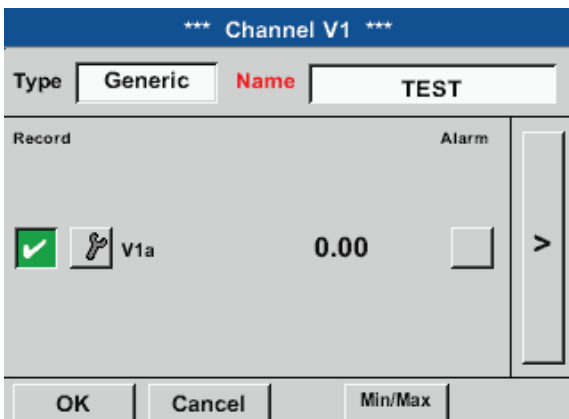 *** Channel V1 ***
Type Generic Name TEST
Record Alarm
V1a 0.00 >
OK Cancel Min/Max